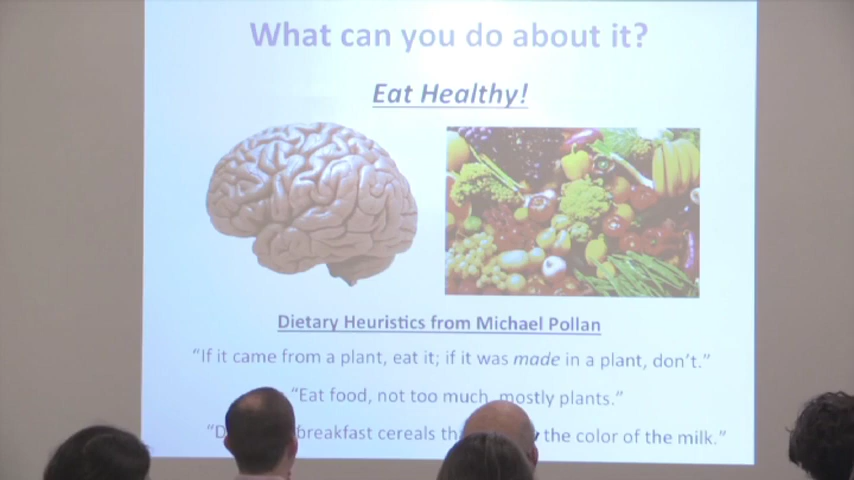 What can you do about it?
Eat Healthy!
Dietary Heuristics from Michael Pollan
“If it came from a plant, eat it; if it was made in a plant, don’t.”
“Eat food, not too much, mostly plants.”
breakfast cereals the color of the milk.”